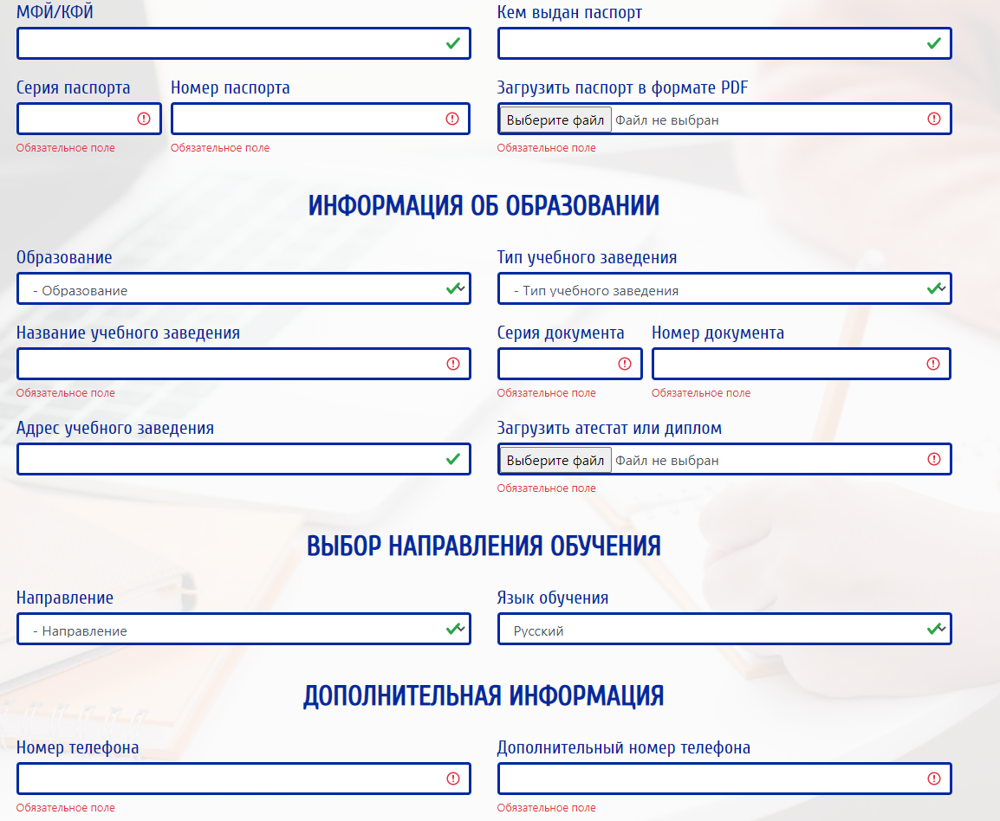 МФЙ/КФЙ
Кем выдан паспорт
Серия паспорта
Номер паспорта
Загрузить паспорт в формате PDF
Выберите файл Файл не выбран
Обязательное поле
Обязательное поле
Обязательное поле
ИНФОРМАЦИЯ ОБ ОБРАЗОВАНИИ
Образование
Тип учебного заведения
- Образование
- Тип учебного заведения
Название учебного заведения
Серия документа
Номер документа
Обязательное поле
Обязательное поле
Обязательное поле
Адрес учебного заведения
Загрузить атестат или диплом
Выберите файл Файл не выбран
Обязательное поле
ВЫБОР НАПРАВЛЕНИЯ ОБУЧЕНИЯ
Направление
Язык обучения
- Направление
Русский
ДОПОЛНИТЕЛЬНАЯ ИНФОРМАЦИЯ
Номер телефона
Дополнительный номер телефона
Обязательное поле
Обязательное поле